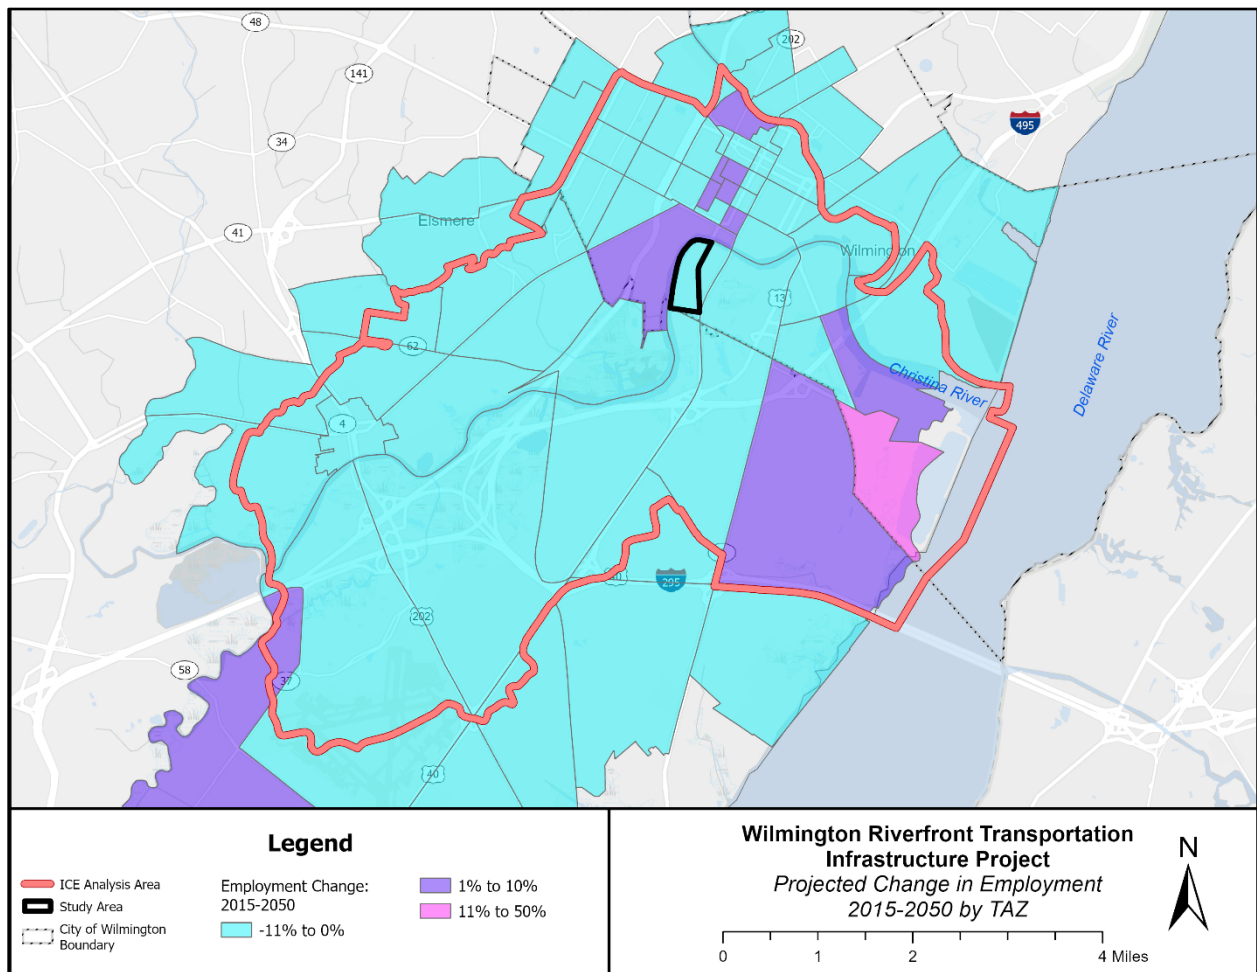 48
202
141
495
34
Elsmere
41
Wilmington
13
62
Christina River
Delaware River
4
295
202
58
37
40
Legend
ICE Analysis Area
Study Area
City of Wilmington
Boundary
Employment Change:
2015-2050
-11% to 0%
1% to 10%
11% to 50%
Wilmington Riverfront Transportation
Infrastructure Project
Projected Change in Employment
2015-2050 by TAZ
N
0 1 2 4 Miles